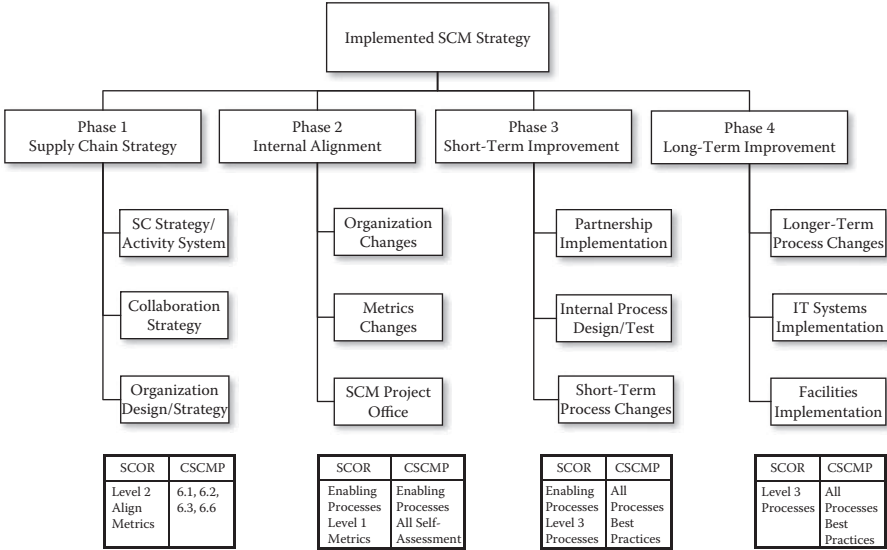 Implemented SCM Strategy
Phase 1
Supply Chain Strategy
SC Strategy/
Activity System
Collaboration
Strategy
Organization
Design/Strategy
SCOR CSCMP
Level 2 6.1, 6.2,
Align 6.3, 6.6
Metrics
Phase 2
Internal Alignment
Organization
Changes
Metrics
Changes
SCM Project
Office
SCOR CSCMP
Enabling Enabling
Processes Processes
Level 1 All Self-
Metrics Assessment
Phase 3
Short-Term Improvement
Partnership
Implementation
Internal Process
Design/Test
Short-Term
Process Changes
SCOR CSCMP
Enabling All
Processes Processes
Level 3 Best
Processes Practices
Phase 4
Long-Term Improvement
Longer-Term
Process Changes
IT Systems
Implementation
Facilities
Implementation
SCOR CSCMP
Level 3 All
Processes Processes
Best
Practices